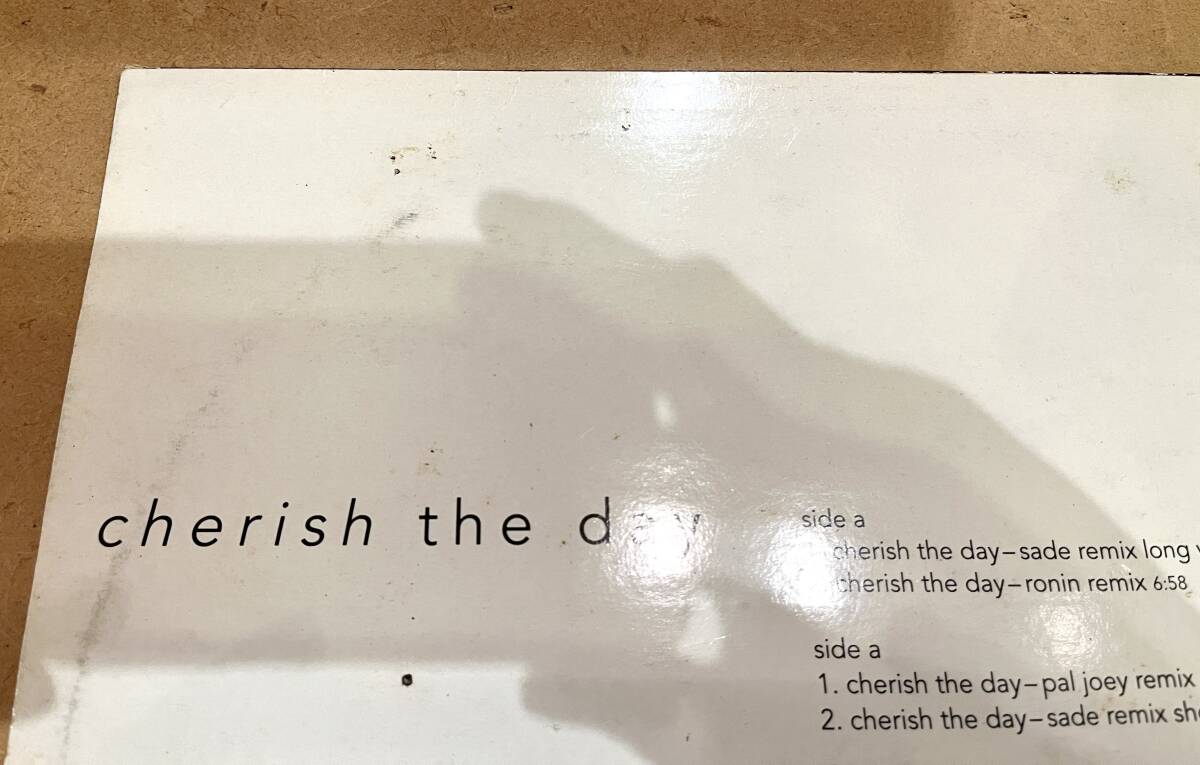 cherish the day
side a
cherish the day–sade remix long
cherish the day–ronin remix 6:58
side a
1. cherish the day–pal joey remix
2. cherish the day–sade remix